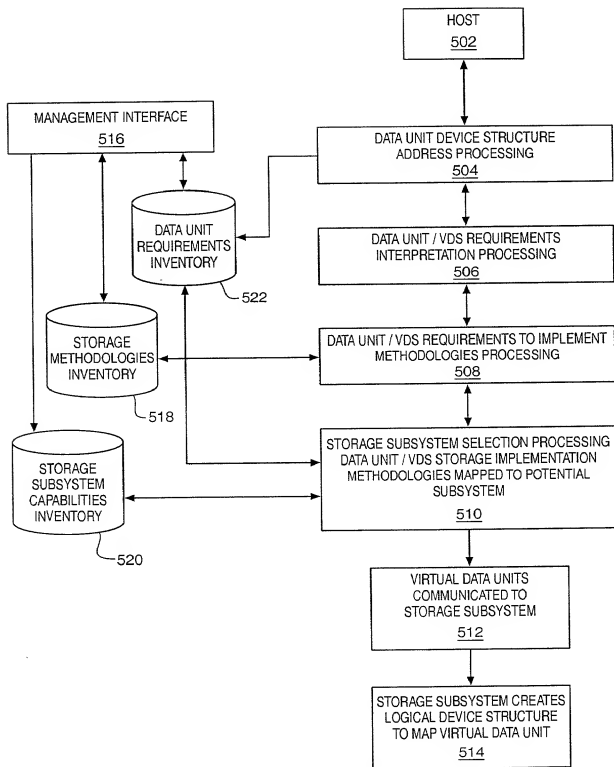 HOST
502
MANAGEMENT INTERFACE
516
DATA UNIT DEVICE STRUCTURE
ADDRESS PROCESSING
504
DATA UNIT
REQUIREMENTS
INVENTORY
522
DATA UNIT / VDS REQUIREMENTS
INTERPRETATION PROCESSING
506
STORAGE
METHODOLOGIES
INVENTORY
518
DATA UNIT / VDS REQUIREMENTS TO IMPLEMENT
METHODOLOGIES PROCESSING
508
STORAGE
SUBSYSTEM
CAPABILITIES
INVENTORY
520
STORAGE SUBSYSTEM SELECTION PROCESSING
DATA UNIT / VDS STORAGE IMPLEMENTATION
METHODOLOGIES MAPPED TO POTENTIAL
SUBSYSTEM
510
VIRTUAL DATA UNITS
COMMUNICATED TO
STORAGE SUBSYSTEM
512
STORAGE SUBSYSTEM CREATES
LOGICAL DEVICE STRUCTURE
TO MAP VIRTUAL DATA UNIT
514